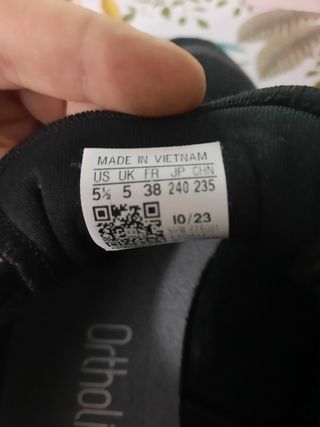 MADE IN VIETNAM
US UK FR JP CHN
5½ 5 38 240 235
10/23
OrthoLi